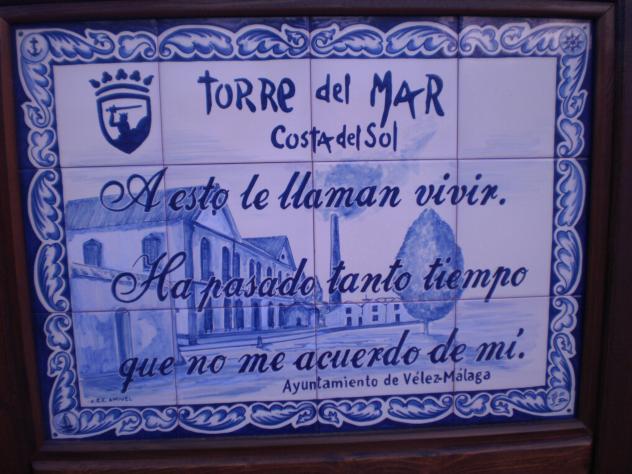 TORRE del MAR
Costa del Sol
A esto le llaman vivir.
Ha pasado tanto tiempo
que no me acuerdo de mí.
Ayuntamiento de Vélez-Málaga